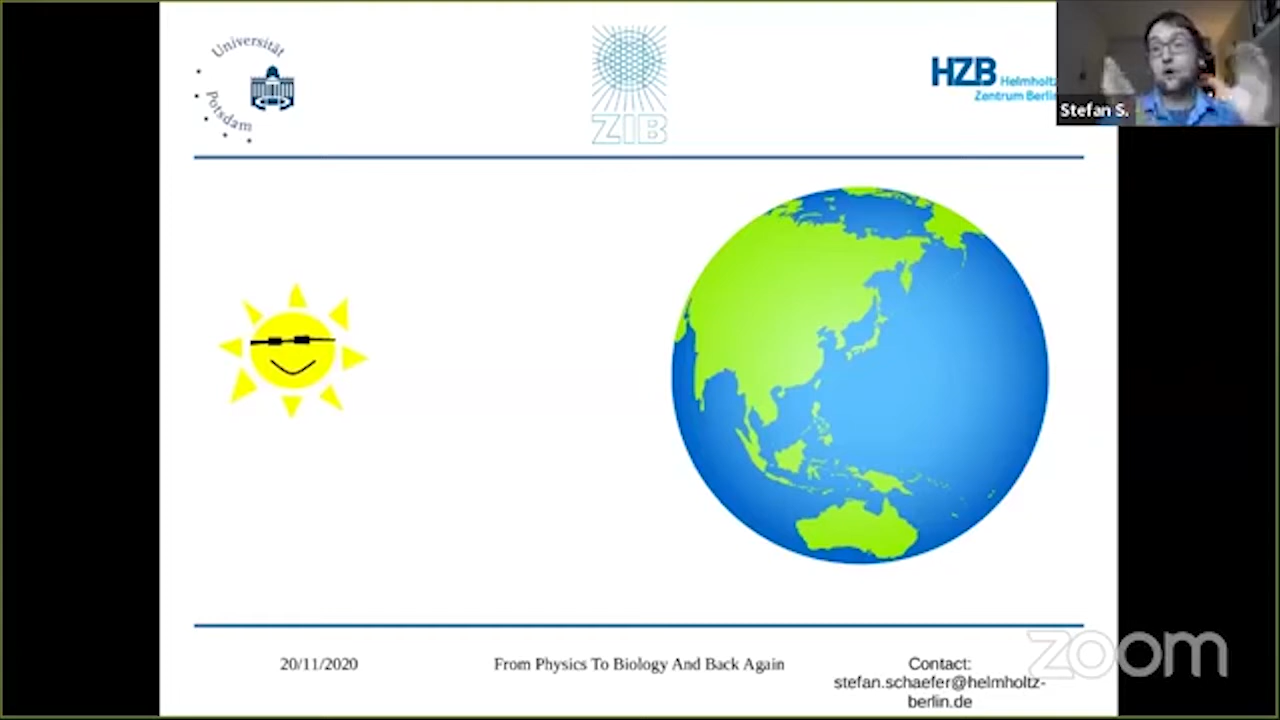 Universität
Potsdam
ZIB
HZB Helmholtz
Zentrum Berlin
Stefan S.
20/11/2020
From Physics To Biology And Back Again
Contact:
stefan.schaefer@helmholtz-
berlin.de
zoom